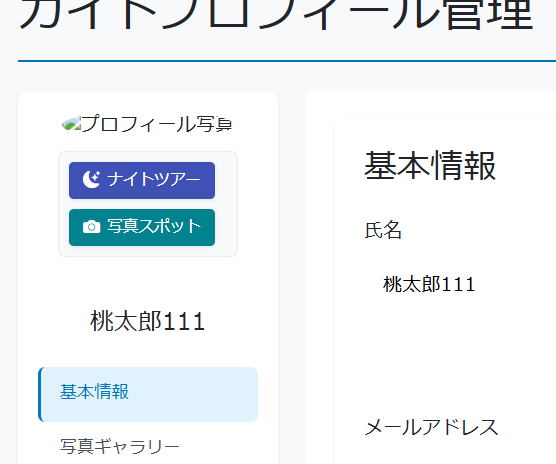 ガイドプロフィール管理
プロフィール写真
ナイトツアー
写真スポット
桃太郎111
基本情報
写真ギャラリー
基本情報
氏名
桃太郎111
メールアドレス